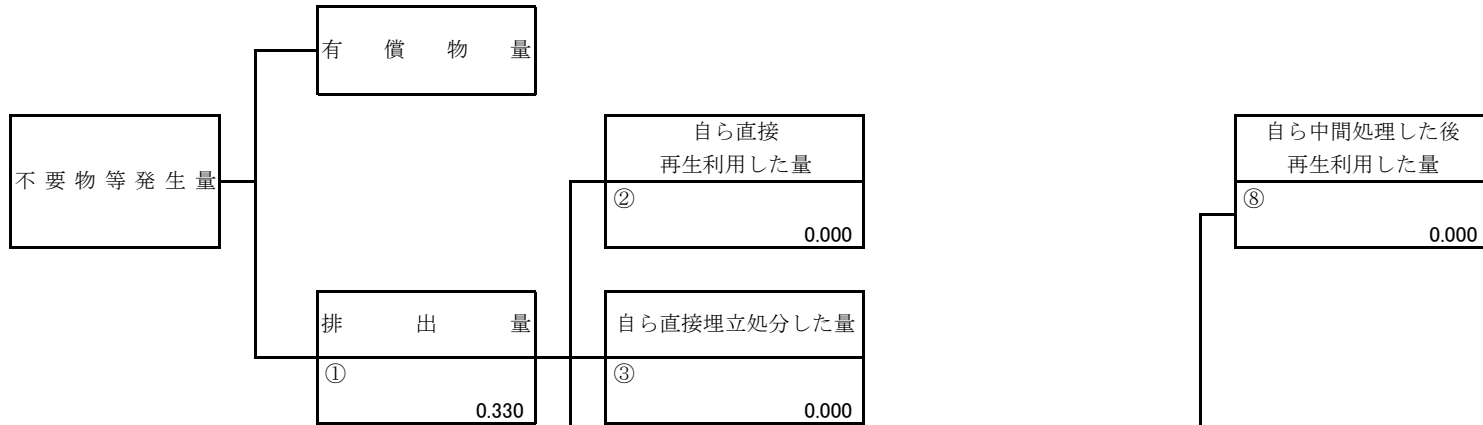 有償物量
不要物等発生量
自ら直接
再生利用した量
②
0.000
自ら中間処理した後
再生利用した量
⑧
0.000
排出量
①
0.330
自ら直接埋立処分した量
③
0.000